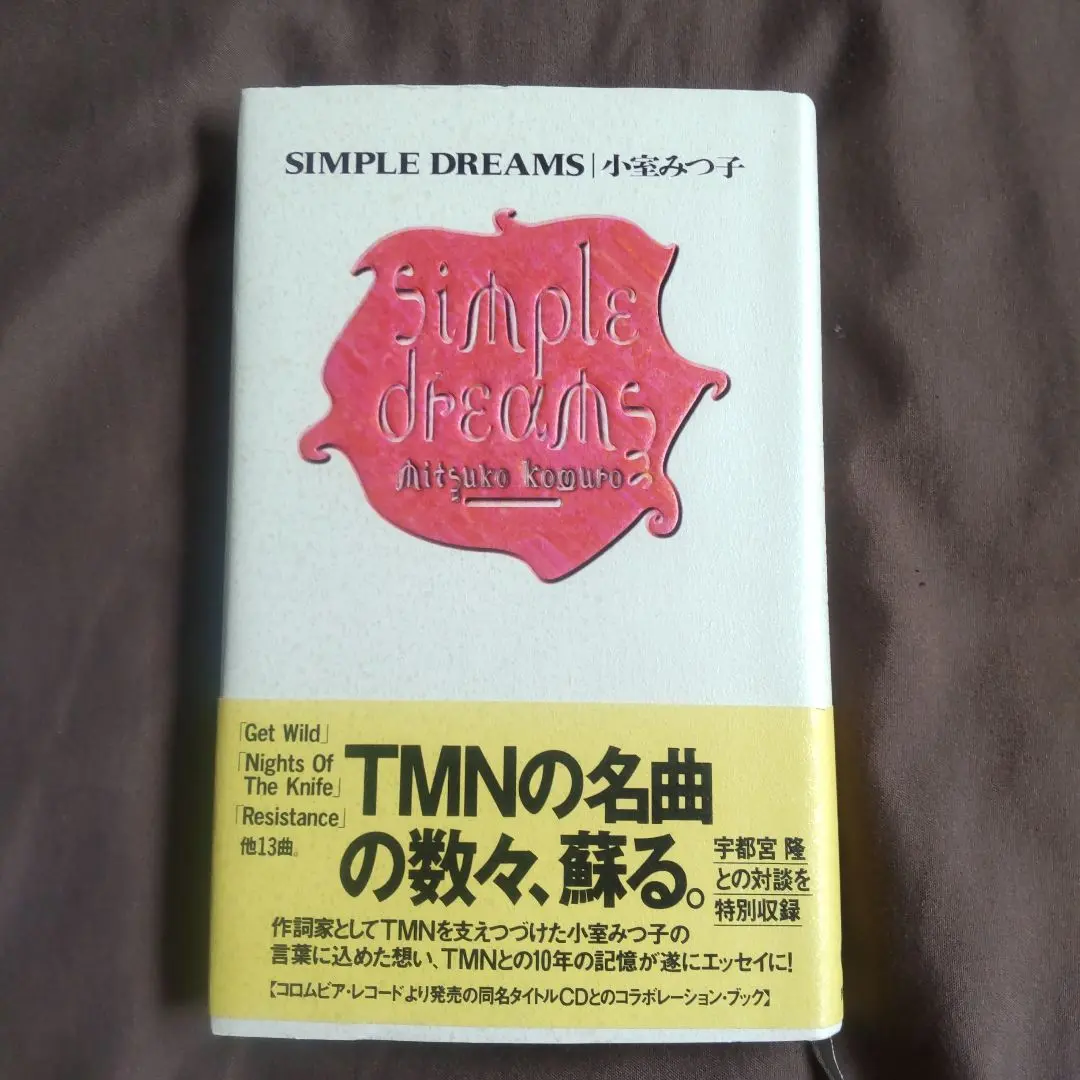 SIMPLE DREAMS|小室みつ子
simple
dreams
mitsuko komuro
「Get Wild」
「Nights Of
The Knife」
「Resistance」
他13曲。
TMNの名曲
の数々、蘇る。
宇都宮 隆
との対談を
特別収録
作詞家としてTMNを支えつづけた小室みつ子の
言葉に込めた想い、TMNとの10年の記憶が遂にエッセイに!
【コロムビア・レコードより発売の同名タイトルCDとのコラボレーション・ブック】